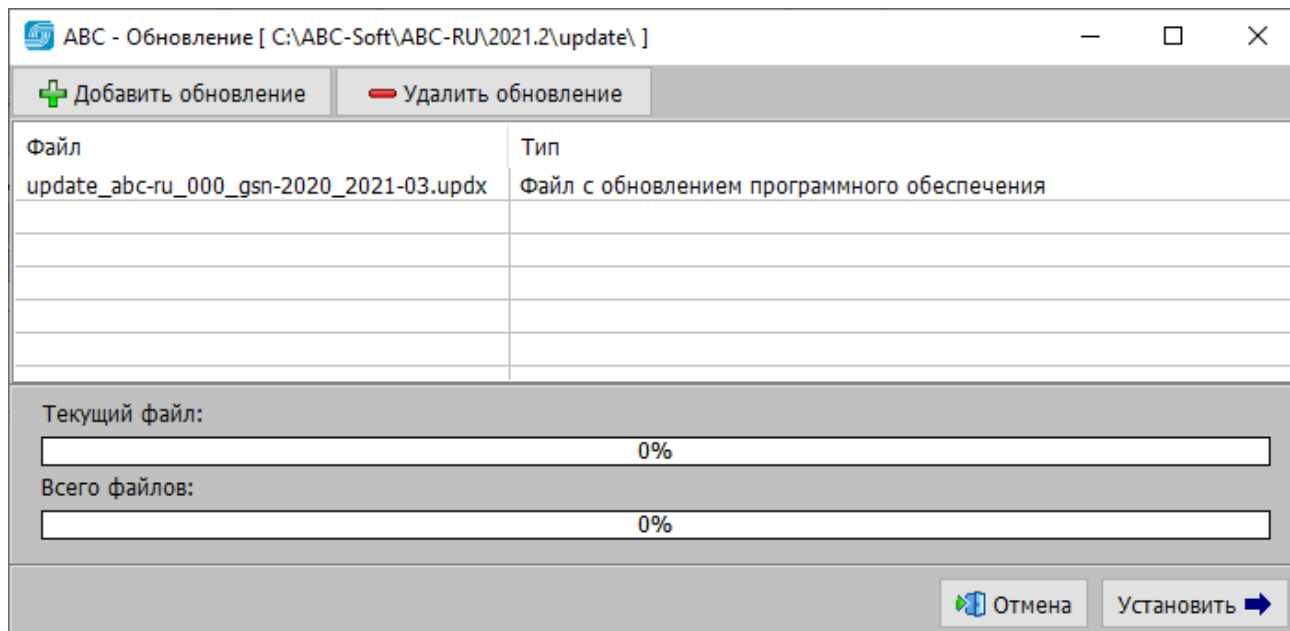 ABC - Обновление [ C:\ABC-Soft\ABC-RU\2021.2\update\ ]
Добавить обновление Удалить обновление
Файл Тип
update_abc-ru_000_gsn-2020_2021-03.updx Файл с обновлением программного обеспечения
Текущий файл:
0%
Всего файлов:
0%
Отмена Установить